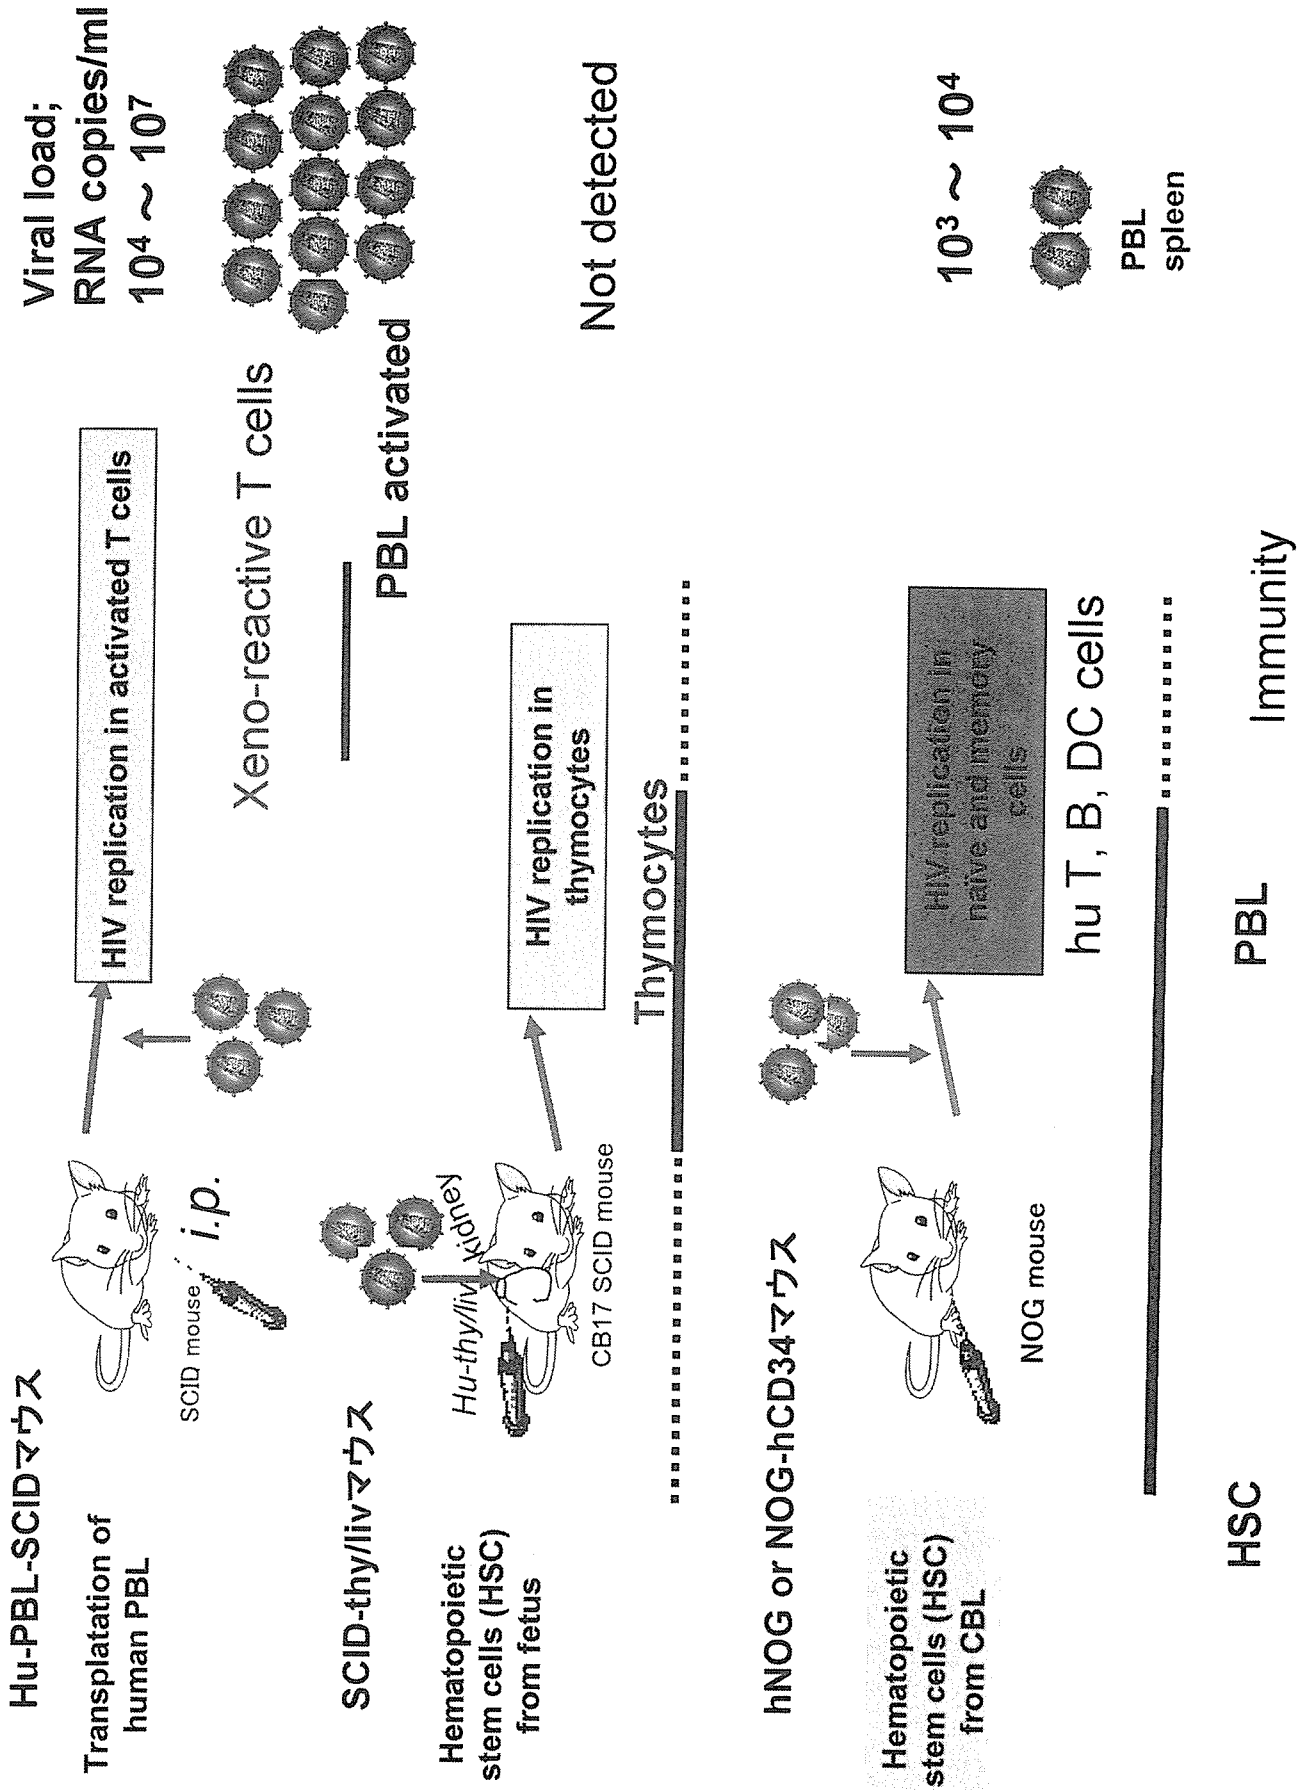 Hu-PBL-SCIDマウス
Transplatation of
human PBL
SCID mouse
i.p.
HIV replication in activated T cells
Xeno-reactive T cells
PBL activated
Viral load;
RNA copies/ml
10⁴ ～ 10⁷
SCID-thy/livマウス
Hematopoietic
stem cells (HSC)
from fetus
Hu-thy/liv
kidney
CB17 SCID mouse
HIV replication in
thymocytes
Thymocytes
Not detected
hNOG or NOG-hCD34マウス
Hematopoietic
stem cells (HSC)
from CBL
NOG mouse
HIV replication in
naïve and memory
cells
hu T, B, DC cells
10³ ～ 10⁴
PBL
spleen
HSC
PBL
Immunity